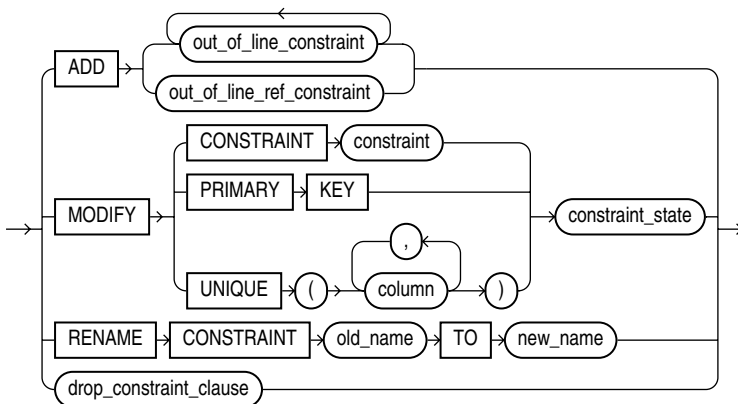 out_of_line_constraint
ADD
out_of_line_ref_constraint
CONSTRAINT constraint
PRIMARY KEY
MODIFY constraint_state
,
UNIQUE ( column )
RENAME CONSTRAINT old_name TO new_name
drop_constraint_clause